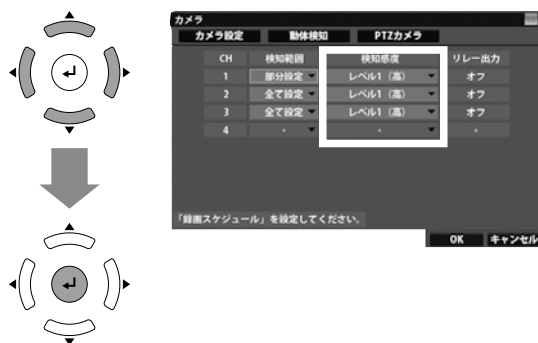 カメラ
カメラ設定 動体検知 PTZカメラ
CH 検知範囲 検知感度 リレー出力
1 部分設定 レベル1（高） オフ
2 全て設定 レベル1（高） オフ
3 全て設定 レベル1（高） オフ
4 - - -
「録画スケジュール」を設定してください。
OK キャンセル